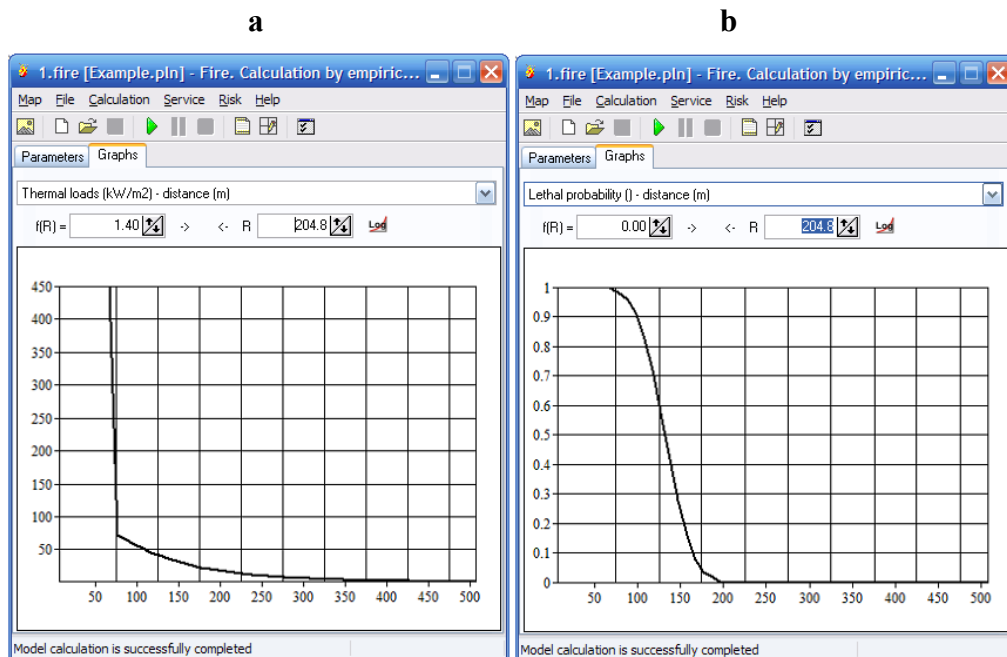 a
b
1.fire [Example.pln] - Fire. Calculation by empiric...
Map File Calculation Service Risk Help
Parameters Graphs
Thermal loads (kW/m2) - distance (m)
f(R) = 1.40 -> <- R 204.8 Log
450
400
350
300
250
200
150
100
50
50 100 150 200 250 300 350 400 450 500
Model calculation is successfully completed
1.fire [Example.pln] - Fire. Calculation by empiric...
Map File Calculation Service Risk Help
Parameters Graphs
Lethal probability () - distance (m)
f(R) = 0.00 -> <- R 204.8 Log
1
0.9
0.8
0.7
0.6
0.5
0.4
0.3
0.2
0.1
0
50 100 150 200 250 300 350 400 450 500
Model calculation is successfully completed